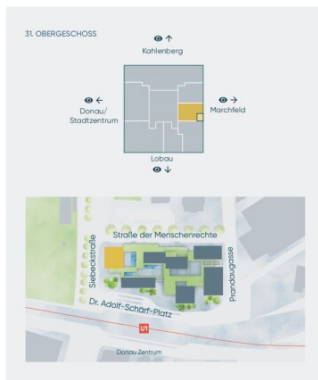 31. OBERGESCHOSS
Kahlenberg
Donau/
Stadtzentrum
Marchfeld
Lobau
Straße der Menschenrechte
Siebeckstraße
Prandaugasse
Dr. Adolf-Schärf-Platz
U1
Donau Zentrum